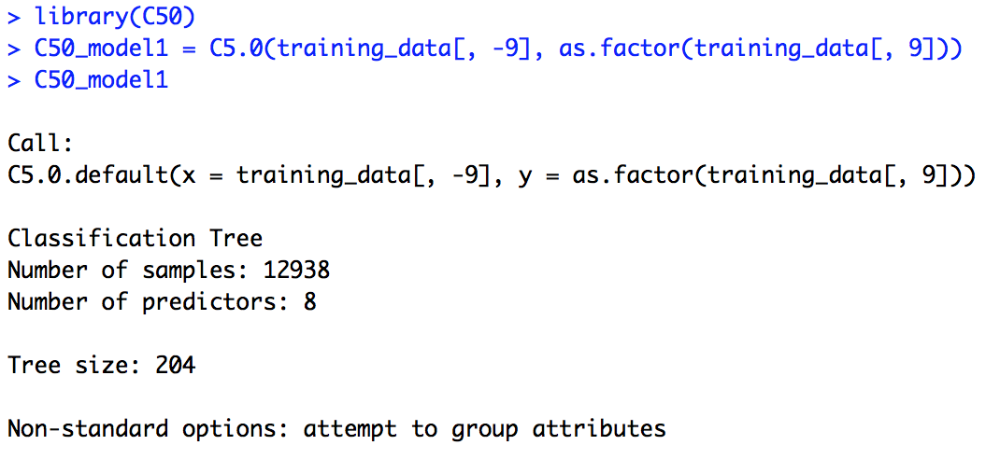 > library(C50)
> C50_model1 = C5.0(training_data[, -9], as.factor(training_data[, 9]))
> C50_model1
Call:
C5.0.default(x = training_data[, -9], y = as.factor(training_data[, 9]))
Classification Tree
Number of samples: 12938
Number of predictors: 8
Tree size: 204
Non-standard options: attempt to group attributes